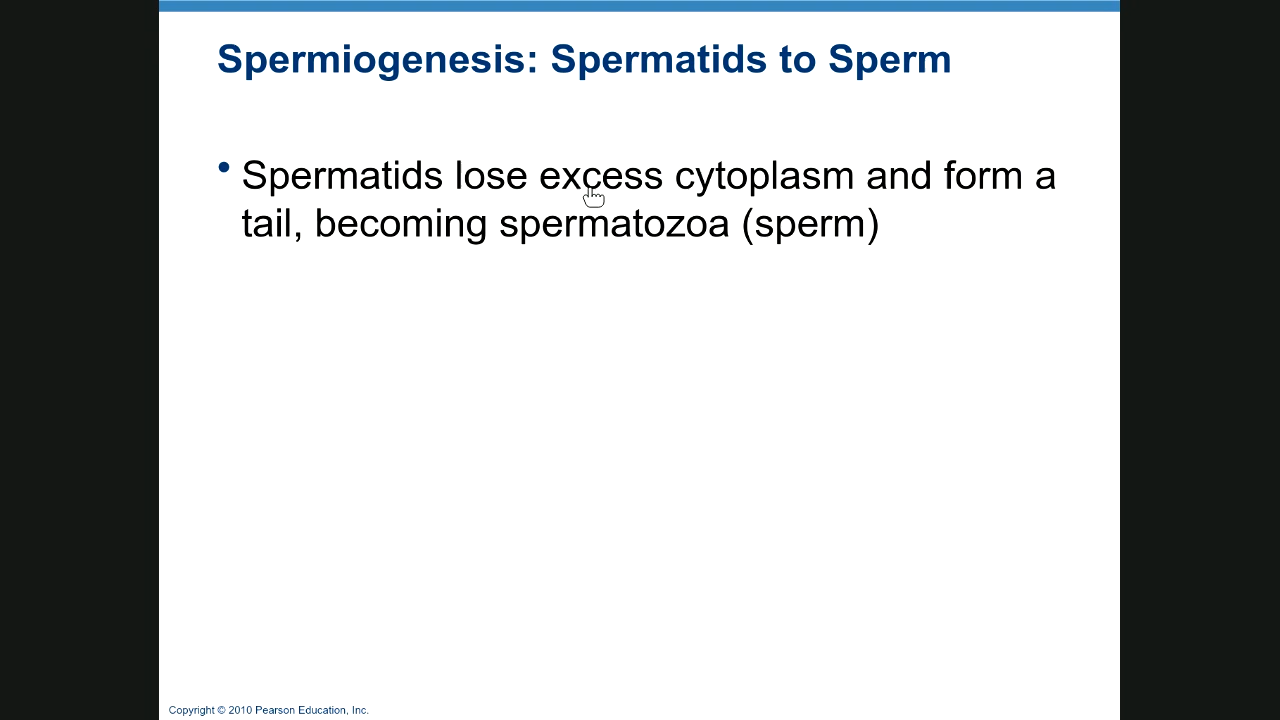 Spermiogenesis: Spermatids to Sperm
• Spermatids lose excess cytoplasm and form a
tail, becoming spermatozoa (sperm)
Copyright © 2010 Pearson Education, Inc.